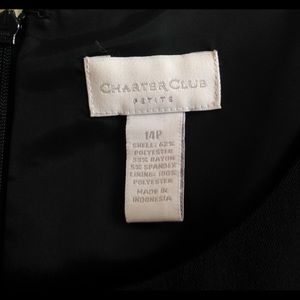 CHARTER CLUB
PETITE
14P
SHELL: 62%
POLYESTER
33% RAYON
5% SPANDEX
LINING: 100%
POLYESTER
MADE IN
INDONESIA